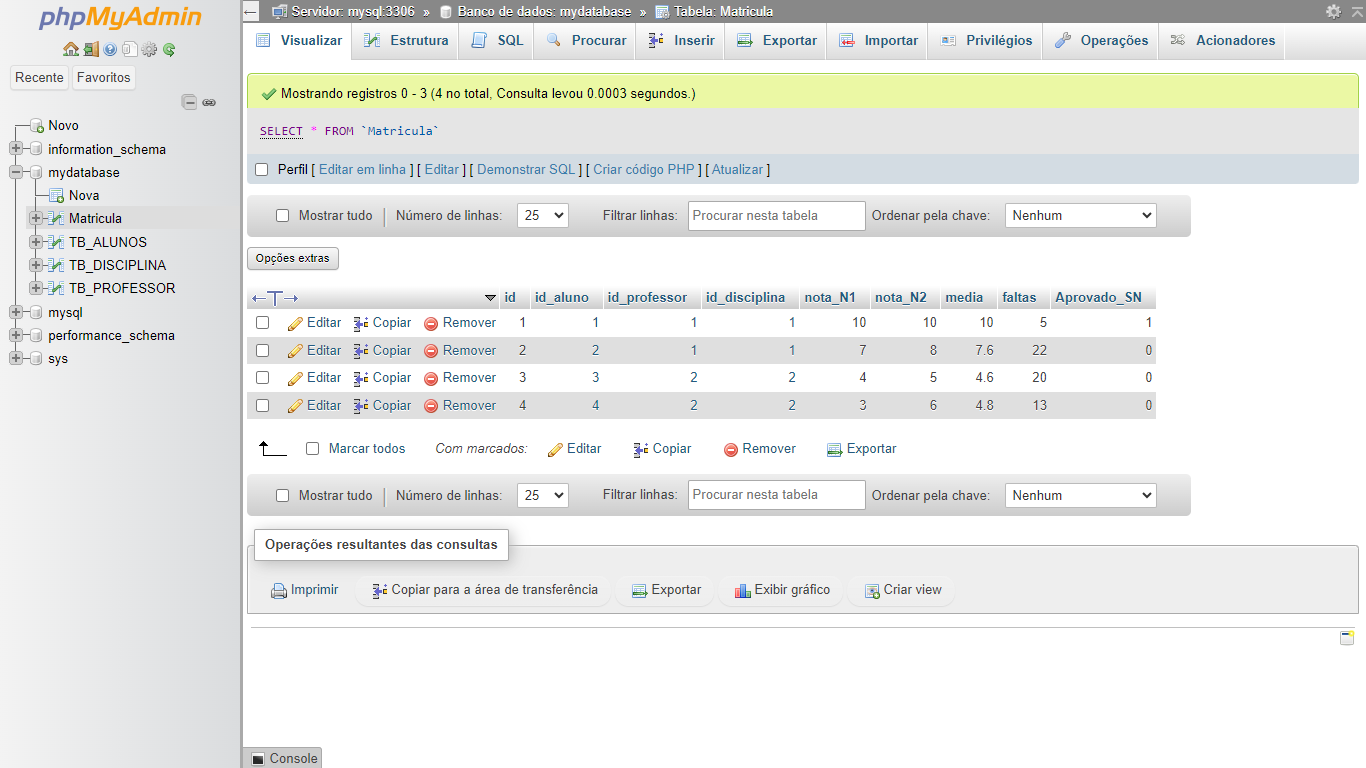 phpMyAdmin
Recente Favoritos
Novo
information_schema
mydatabase
Nova
Matricula
TB_ALUNOS
TB_DISCIPLINA
TB_PROFESSOR
mysql
performance_schema
sys
Servidor: mysql:3306 » Banco de dados: mydatabase » Tabela: Matricula
Visualizar Estrutura SQL Procurar Inserir Exportar Importar Privilégios Operações Acionadores
Mostrando registros 0 - 3 (4 no total, Consulta levou 0.0003 segundos.)
SELECT * FROM `Matricula`
Perfil [ Editar em linha ] [ Editar ] [ Demonstrar SQL ] [ Criar código PHP ] [ Atualizar ]
Mostrar tudo | Número de linhas: 25 Filtrar linhas: Procurar nesta tabela Ordenar pela chave: Nenhum
Opções extras
←T→ id id_aluno id_professor id_disciplina nota_N1 nota_N2 media faltas Aprovado_SN
Editar Copiar Remover 1 1 1 1 10 10 10 5 1
Editar Copiar Remover 2 2 1 1 7 8 7.6 22 0
Editar Copiar Remover 3 3 2 2 4 5 4.6 20 0
Editar Copiar Remover 4 4 2 2 3 6 4.8 13 0
Marcar todos Com marcados: Editar Copiar Remover Exportar
Mostrar tudo | Número de linhas: 25 Filtrar linhas: Procurar nesta tabela Ordenar pela chave: Nenhum
Operações resultantes das consultas
Imprimir Copiar para a área de transferência Exportar Exibir gráfico Criar view
Console